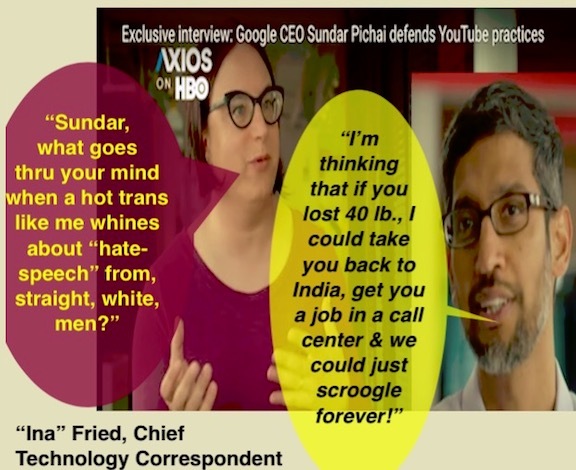 Exclusive interview: Google CEO Sundar Pichai defends YouTube practices
AXIOS
ON HBO
“Sundar,
what goes
thru your mind
when a hot trans
like me whines
about “hate-
speech” from,
straight, white,
men?”
“I’m
thinking
that if you
lost 40 lb., I
could take
you back to
India, get you
a job in a call
center & we
could just
scroogle
forever!”
“Ina” Fried, Chief
Technology Correspondent